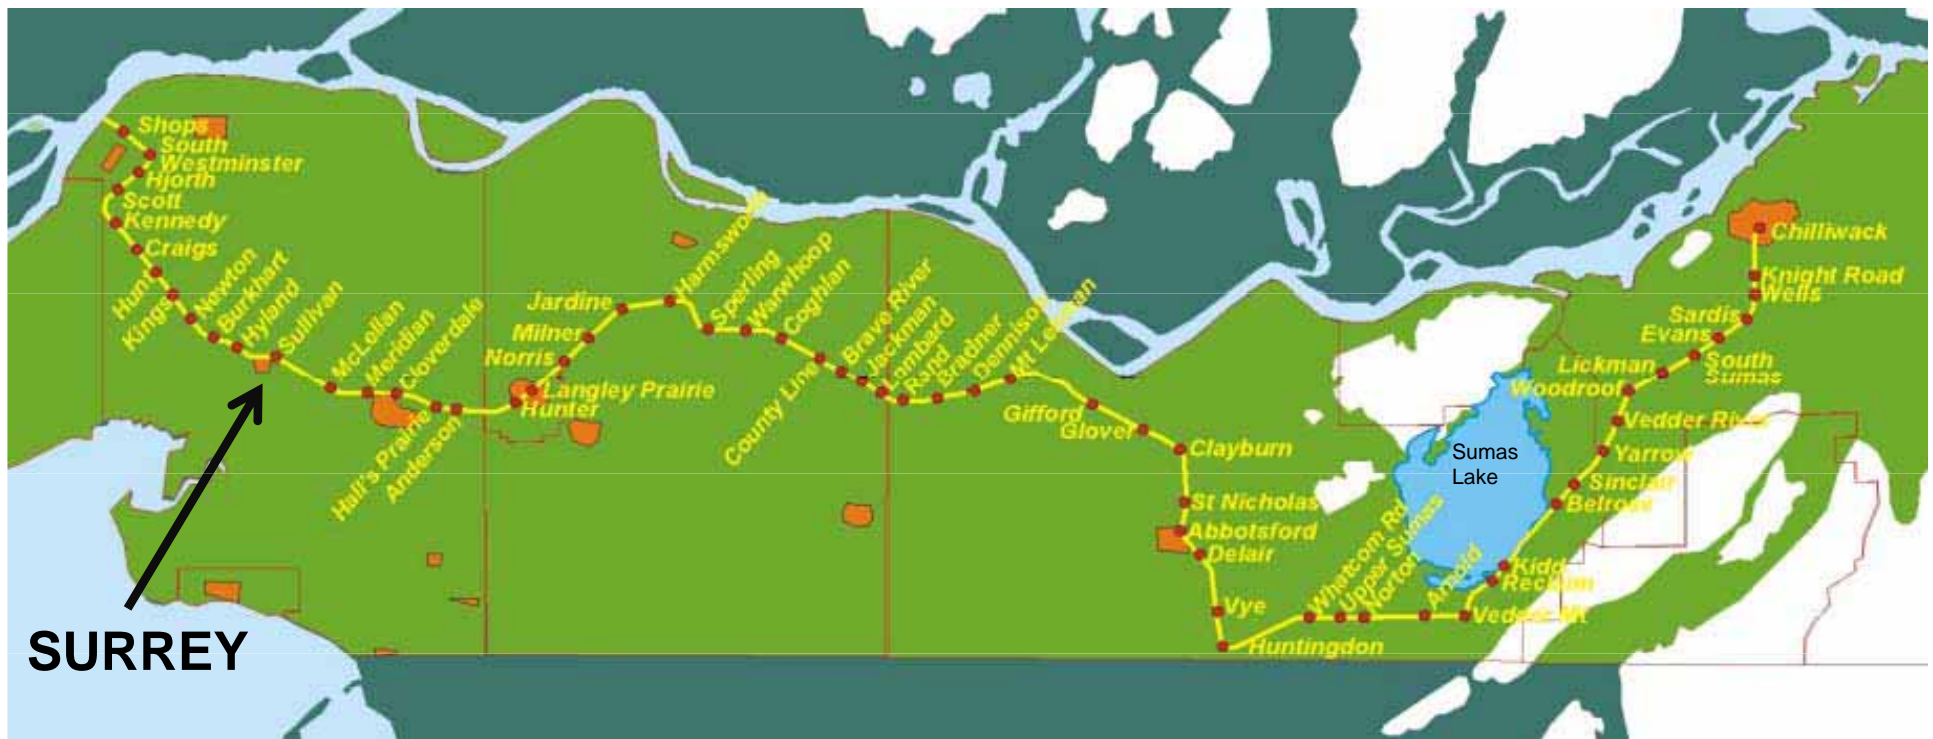 Shops
South
Westminster
Hjorth
Scott
Kennedy
Craigs
Hunt
Kings
Newton
Burkhart
Hyland
Sullivan
McLellan
Meridian
Cloverdale
Hall's Prairie
Anderson
Hunter
Langley Prairie
Norris
Milner
Jardine
Harmsworth
Sperling
Warwhoop
Coghlan
County Line
Brave River
Jackman
Lombard
Rand
Bradner
Dennison
Mt Lehman
Gifford
Glover
Clayburn
St Nicholas
Abbotsford
Delair
Vye
Huntingdon
Whatcom Rd
Upper Sumas
Norton
Arnold
Vedder Mt
Kidd
Belrose
Sinclair
Yarrow
Vedder River
Woodroof
Lickman
South
Sumas
Evans
Sardis
Wells
Knight Road
Chilliwack
Sumas
Lake
SURREY